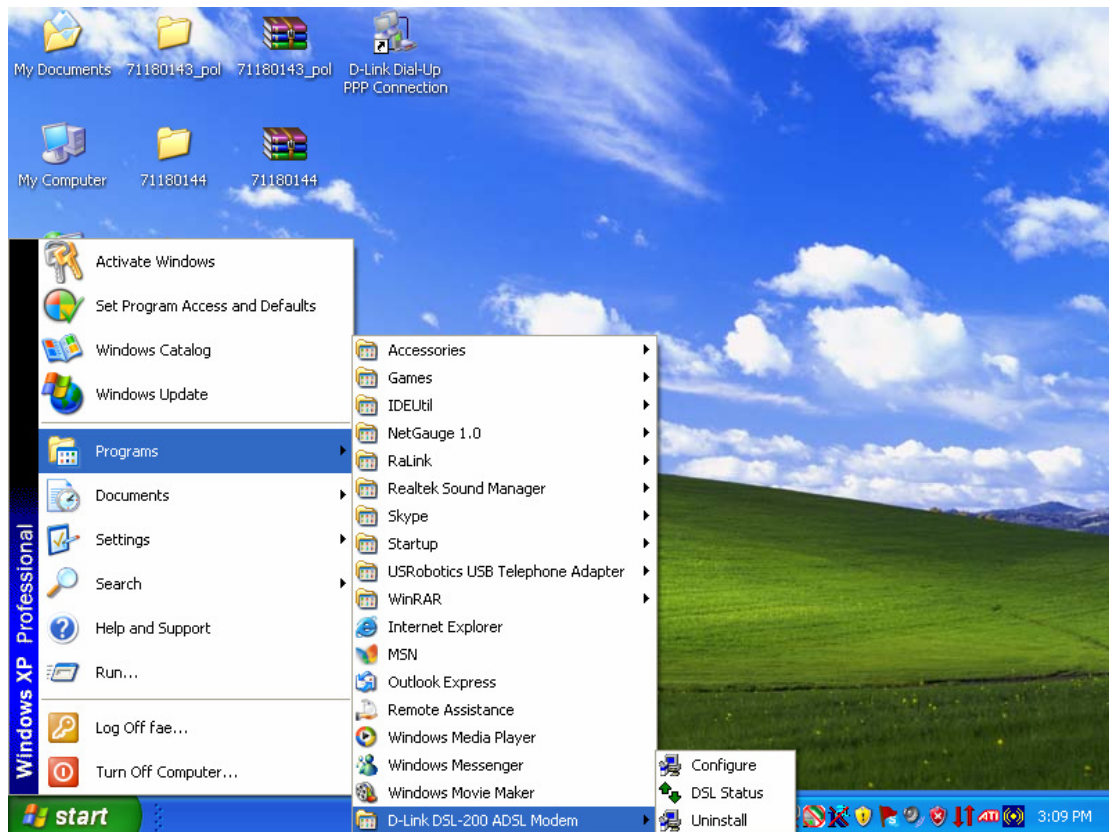 My Documents
71180143_pol
71180143_pol
D-Link Dial-Up
PPP Connection
My Computer
71180144
71180144
Windows XP Professional
Activate Windows
Set Program Access and Defaults
Windows Catalog
Windows Update
Programs
Documents
Settings
Search
Help and Support
Run...
Log Off fae...
Turn Off Computer...
Accessories
Games
IDEUtil
NetGauge 1.0
RaLink
Realtek Sound Manager
Skype
Startup
USRobotics USB Telephone Adapter
WinRAR
Internet Explorer
MSN
Outlook Express
Remote Assistance
Windows Media Player
Windows Messenger
Windows Movie Maker
D-Link DSL-200 ADSL Modem
Configure
DSL Status
Uninstall
start
ATI
3:09 PM